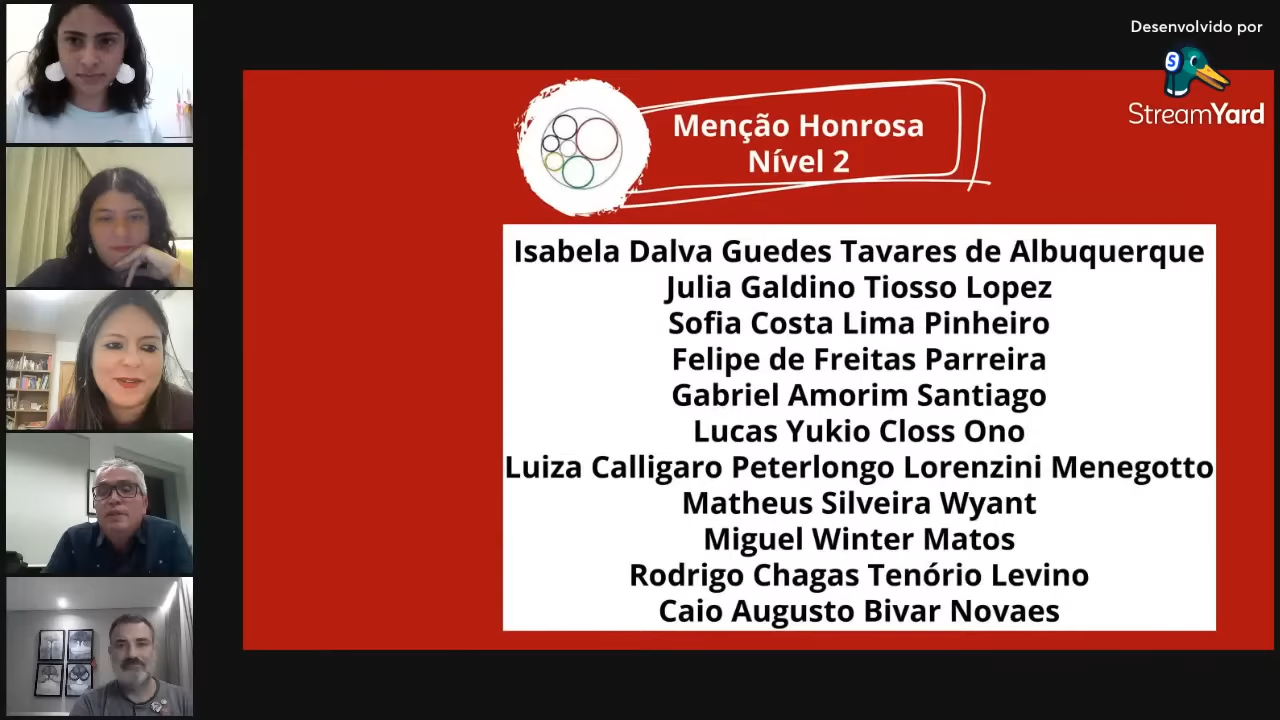 Desenvolvido por
StreamYard
Menção Honrosa
Nível 2
Isabela Dalva Guedes Tavares de Albuquerque
Julia Galdino Tiosso Lopez
Sofia Costa Lima Pinheiro
Felipe de Freitas Parreira
Gabriel Amorim Santiago
Lucas Yukio Closs Ono
Luiza Calligaro Peterlongo Lorenzini Menegotto
Matheus Silveira Wyant
Miguel Winter Matos
Rodrigo Chagas Tenório Levino
Caio Augusto Bivar Novaes